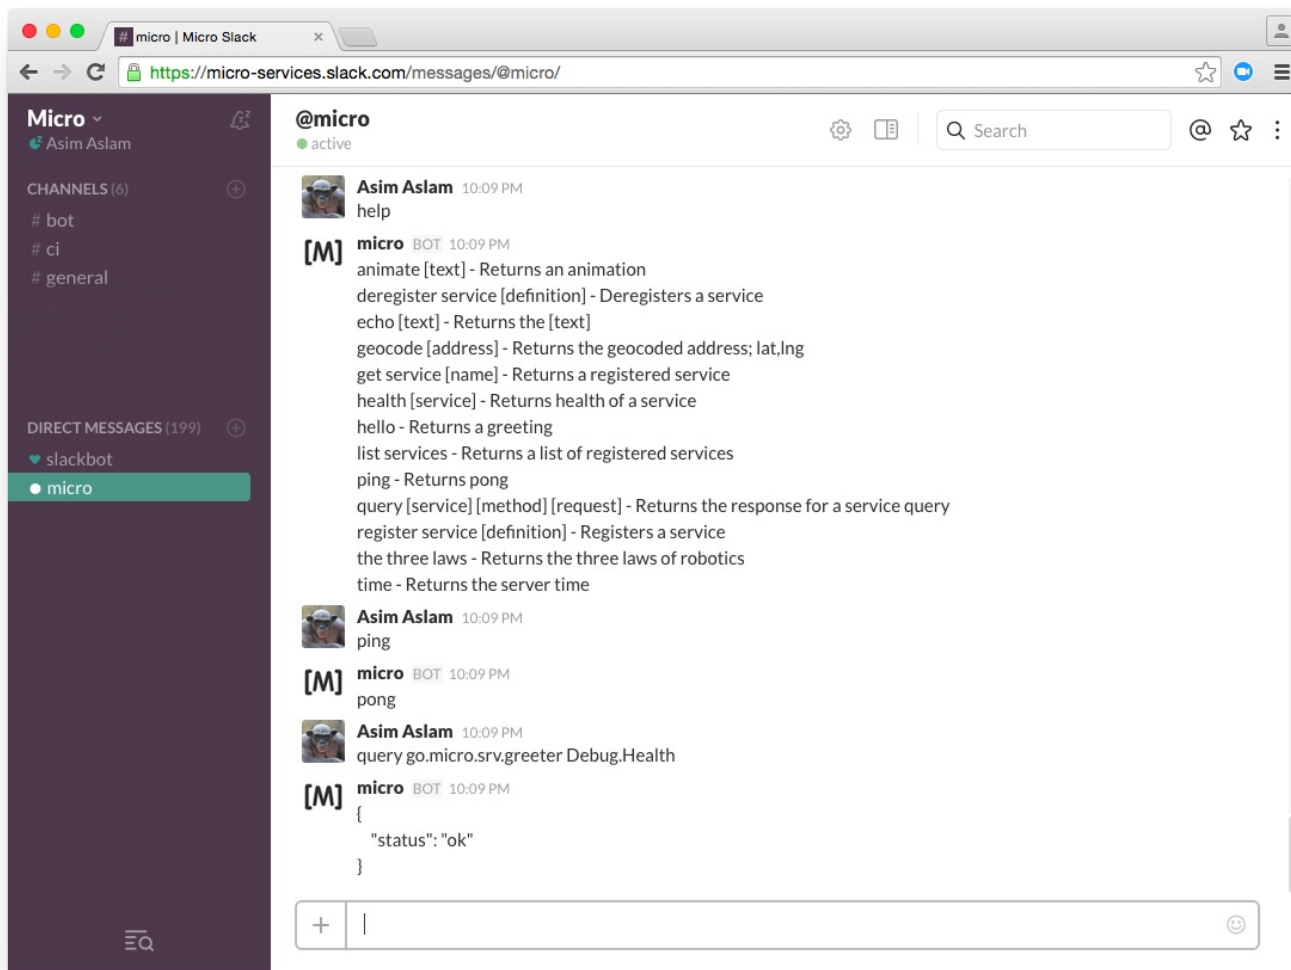 # micro | Micro Slack
https://micro-services.slack.com/messages/@micro/
Micro
Asim Aslam
CHANNELS (6)
# bot
# ci
# general
DIRECT MESSAGES (199)
slackbot
micro
@micro
active
Search
Asim Aslam 10:09 PM
help
[M] micro BOT 10:09 PM
animate [text] - Returns an animation
deregister service [definition] - Deregisters a service
echo [text] - Returns the [text]
geocode [address] - Returns the geocoded address; lat,lng
get service [name] - Returns a registered service
health [service] - Returns health of a service
hello - Returns a greeting
list services - Returns a list of registered services
ping - Returns pong
query [service] [method] [request] - Returns the response for a service query
register service [definition] - Registers a service
the three laws - Returns the three laws of robotics
time - Returns the server time
Asim Aslam 10:09 PM
ping
[M] micro BOT 10:09 PM
pong
Asim Aslam 10:09 PM
query go.micro.srv.greeter Debug.Health
[M] micro BOT 10:09 PM
{
"status": "ok"
}